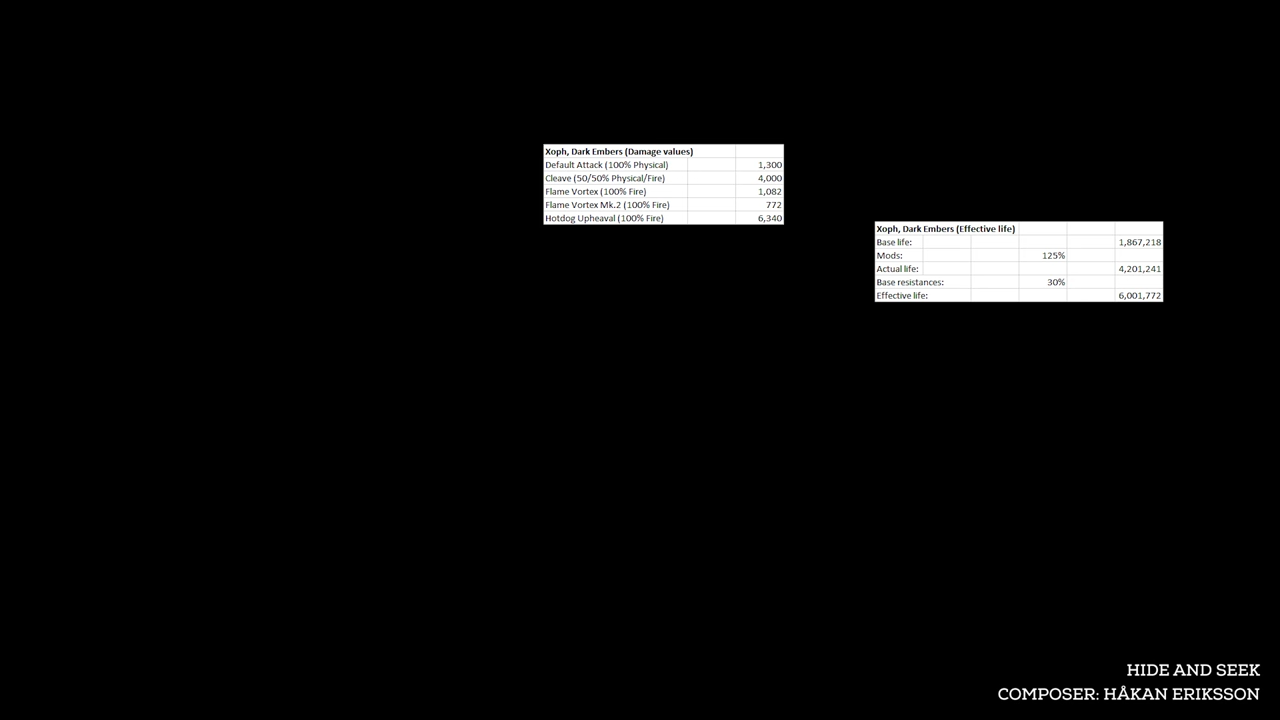 Xoph, Dark Embers (Damage values)
Default Attack (100% Physical) 1,300
Cleave (50/50% Physical/Fire) 4,000
Flame Vortex (100% Fire) 1,082
Flame Vortex Mk.2 (100% Fire) 772
Hotdog Upheaval (100% Fire) 6,340
Xoph, Dark Embers (Effective life)
Base life: 1,867,218
Mods: 125%
Actual life: 4,201,241
Base resistances: 30%
Effective life: 6,001,772
HIDE AND SEEK
COMPOSER: HÅKAN ERIKSSON